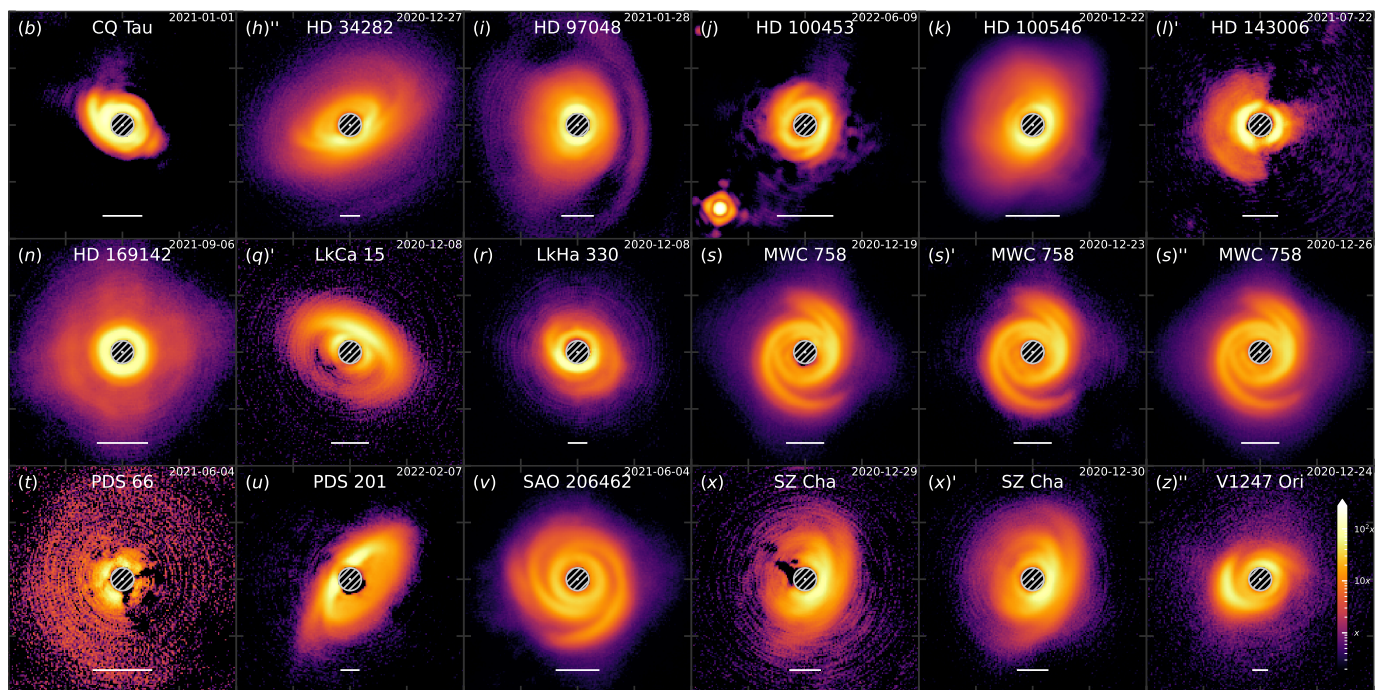 (b) CQ Tau 2021-01-01
(h)'' HD 34282 2020-12-27
(i) HD 97048 2021-01-28
(j) HD 100453 2022-06-09
(k) HD 100546 2020-12-22
(l)' HD 143006 2021-07-22
(n) HD 169142 2021-09-06
(q)' LkCa 15 2020-12-08
(r) LkHa 330 2020-12-08
(s) MWC 758 2020-12-19
(s)' MWC 758 2020-12-23
(s)'' MWC 758 2020-12-26
(t) PDS 66 2021-06-04
(u) PDS 201 2022-02-07
(v) SAO 206462 2021-06-04
(x) SZ Cha 2020-12-29
(x)' SZ Cha 2020-12-30
(z)'' V1247 Ori 2020-12-24
10²x
10x
x